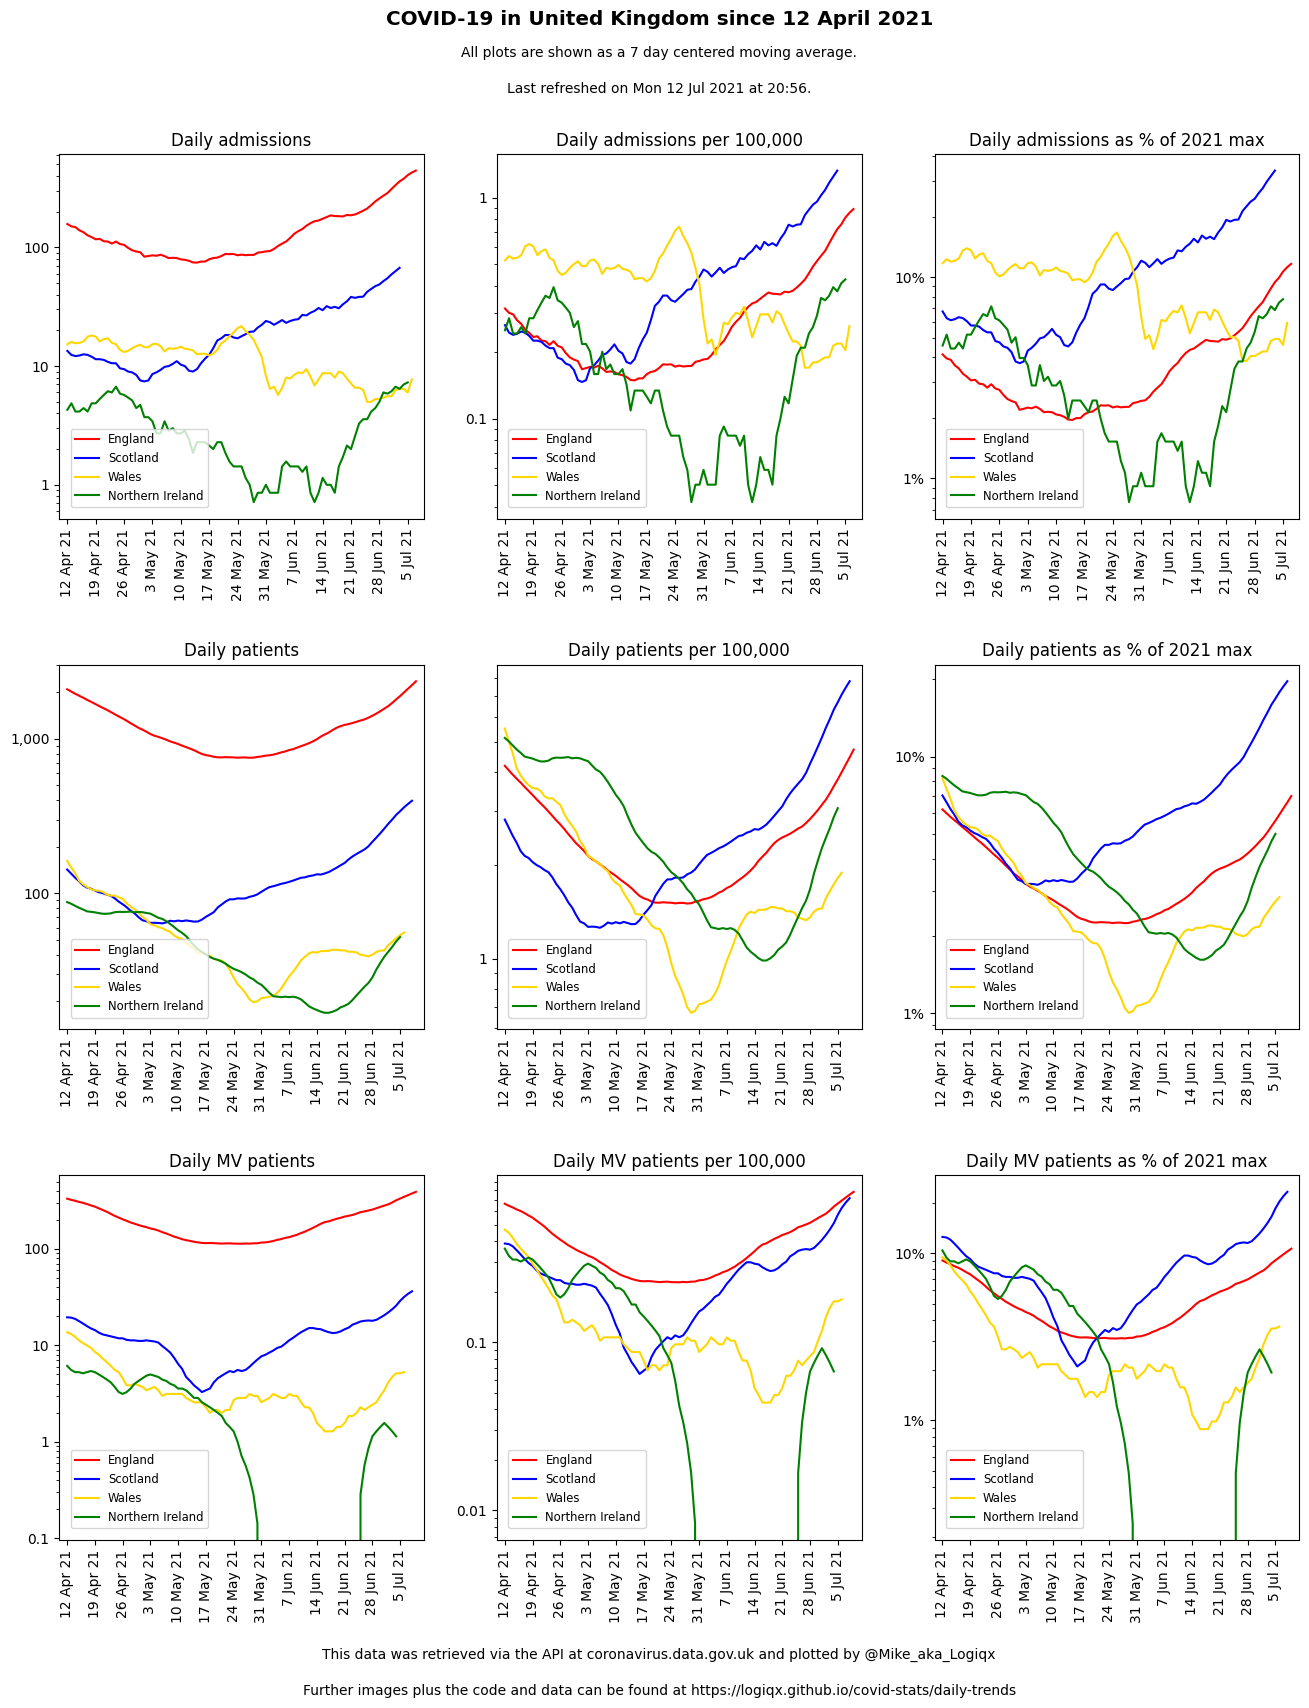 COVID-19 in United Kingdom since 12 April 2021
All plots are shown as a 7 day centered moving average.
Last refreshed on Mon 12 Jul 2021 at 20:56.
Daily admissions
100
10
1
England
Scotland
Wales
Northern Ireland
12 Apr 21
19 Apr 21
26 Apr 21
3 May 21
10 May 21
17 May 21
24 May 21
31 May 21
7 Jun 21
14 Jun 21
21 Jun 21
28 Jun 21
5 Jul 21
Daily admissions per 100,000
1
0.1
England
Scotland
Wales
Northern Ireland
12 Apr 21
19 Apr 21
26 Apr 21
3 May 21
10 May 21
17 May 21
24 May 21
31 May 21
7 Jun 21
14 Jun 21
21 Jun 21
28 Jun 21
5 Jul 21
Daily admissions as % of 2021 max
10%
1%
England
Scotland
Wales
Northern Ireland
12 Apr 21
19 Apr 21
26 Apr 21
3 May 21
10 May 21
17 May 21
24 May 21
31 May 21
7 Jun 21
14 Jun 21
21 Jun 21
28 Jun 21
5 Jul 21
Daily patients
1,000
100
England
Scotland
Wales
Northern Ireland
12 Apr 21
19 Apr 21
26 Apr 21
3 May 21
10 May 21
17 May 21
24 May 21
31 May 21
7 Jun 21
14 Jun 21
21 Jun 21
28 Jun 21
5 Jul 21
Daily patients per 100,000
1
England
Scotland
Wales
Northern Ireland
12 Apr 21
19 Apr 21
26 Apr 21
3 May 21
10 May 21
17 May 21
24 May 21
31 May 21
7 Jun 21
14 Jun 21
21 Jun 21
28 Jun 21
5 Jul 21
Daily patients as % of 2021 max
10%
1%
England
Scotland
Wales
Northern Ireland
12 Apr 21
19 Apr 21
26 Apr 21
3 May 21
10 May 21
17 May 21
24 May 21
31 May 21
7 Jun 21
14 Jun 21
21 Jun 21
28 Jun 21
5 Jul 21
Daily MV patients
100
10
1
0.1
England
Scotland
Wales
Northern Ireland
12 Apr 21
19 Apr 21
26 Apr 21
3 May 21
10 May 21
17 May 21
24 May 21
31 May 21
7 Jun 21
14 Jun 21
21 Jun 21
28 Jun 21
5 Jul 21
Daily MV patients per 100,000
0.1
0.01
England
Scotland
Wales
Northern Ireland
12 Apr 21
19 Apr 21
26 Apr 21
3 May 21
10 May 21
17 May 21
24 May 21
31 May 21
7 Jun 21
14 Jun 21
21 Jun 21
28 Jun 21
5 Jul 21
Daily MV patients as % of 2021 max
10%
1%
England
Scotland
Wales
Northern Ireland
12 Apr 21
19 Apr 21
26 Apr 21
3 May 21
10 May 21
17 May 21
24 May 21
31 May 21
7 Jun 21
14 Jun 21
21 Jun 21
28 Jun 21
5 Jul 21
This data was retrieved via the API at coronavirus.data.gov.uk and plotted by @Mike_aka_Logiqx
Further images plus the code and data can be found at https://logiqx.github.io/covid-stats/daily-trends